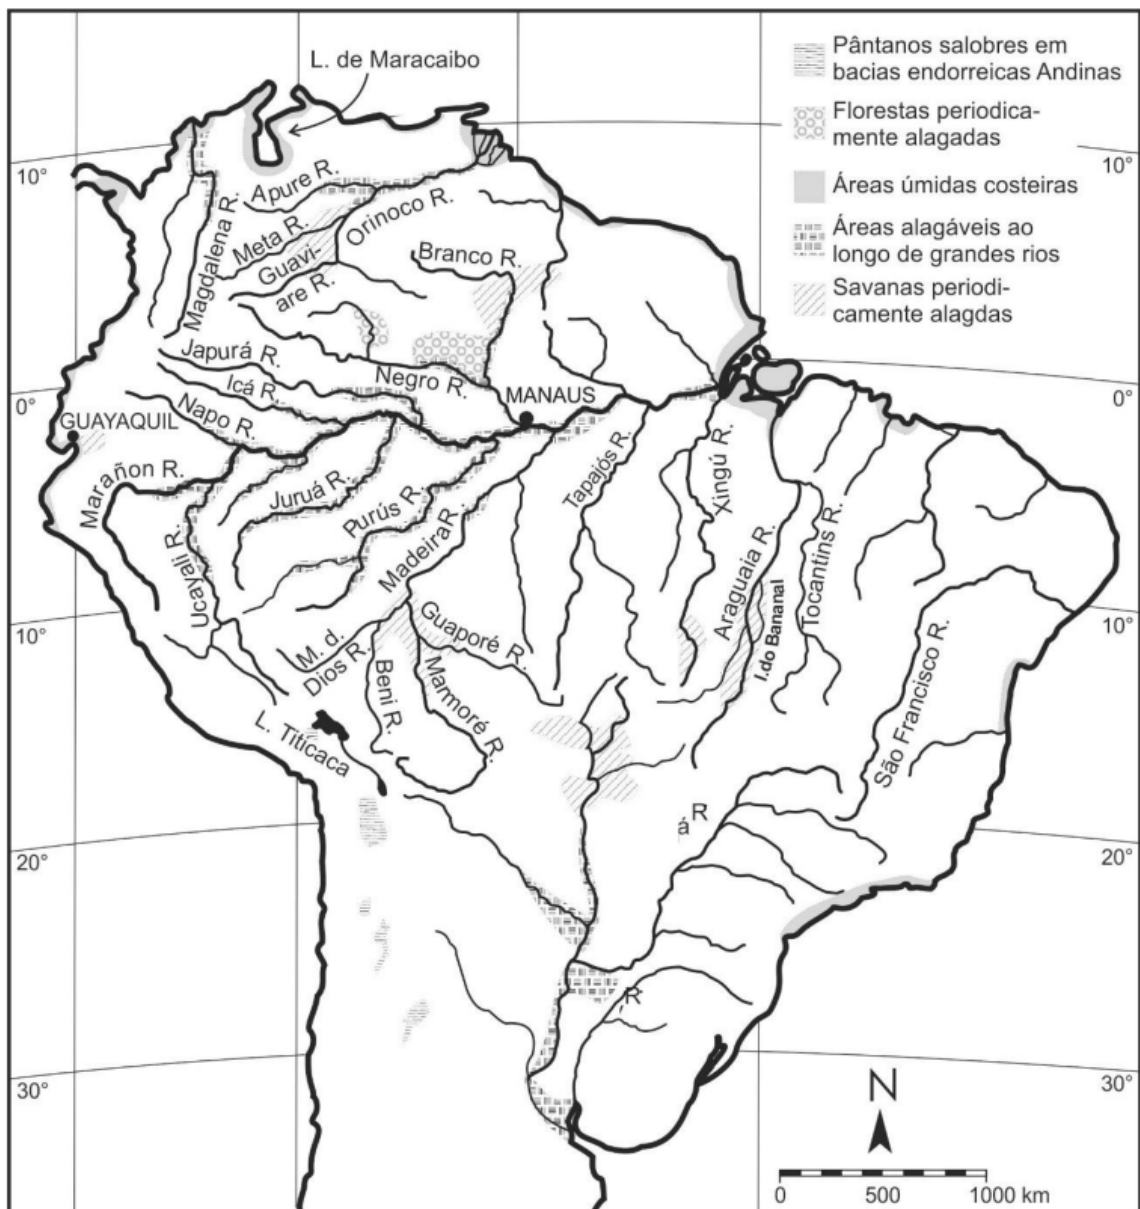 L. de Maracaibo
Pântanos salobres em
bacias endorreicas Andinas
Florestas periodica-
mente alagadas
Áreas úmidas costeiras
Áreas alagáveis ao
longo de grandes rios
Savanas periodi-
camente alagdas
10°
10°
Apure R.
Orinoco R.
Magdalena R.
Meta R.
Guavi-
are R.
Branco R.
Japurá R.
Icá R.
Napo R.
Negro R.
MANAUS
0°
0°
GUAYAQUIL
Marañon R.
Ucayali R.
Juruá R.
Purús R.
Madeira R.
Tapajós R.
Xingú R.
Araguaia R.
I.do Bananal
Tocantins R.
São Francisco R.
10°
10°
M. d.
Dios R.
Beni R.
Marmoré R.
Guaporé R.
L. Titicaca
á R
20°
20°
R
30°
30°
N
0 500 1000 km